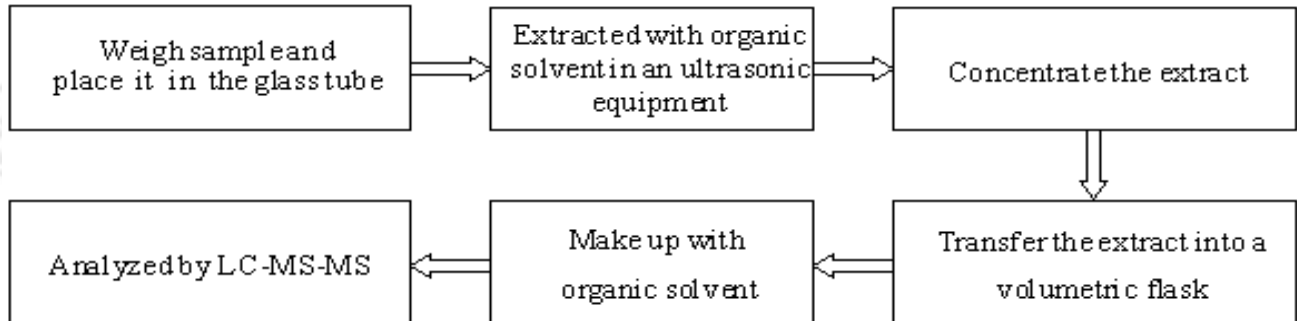 Weigh sample and
place it in the glass tube
Extracted with organic
solvent in an ultrasonic
equipment
Concentrate the extract
Transfer the extract into a
volumetric flask
Make up with
organic solvent
Analyzed by LC-MS-MS